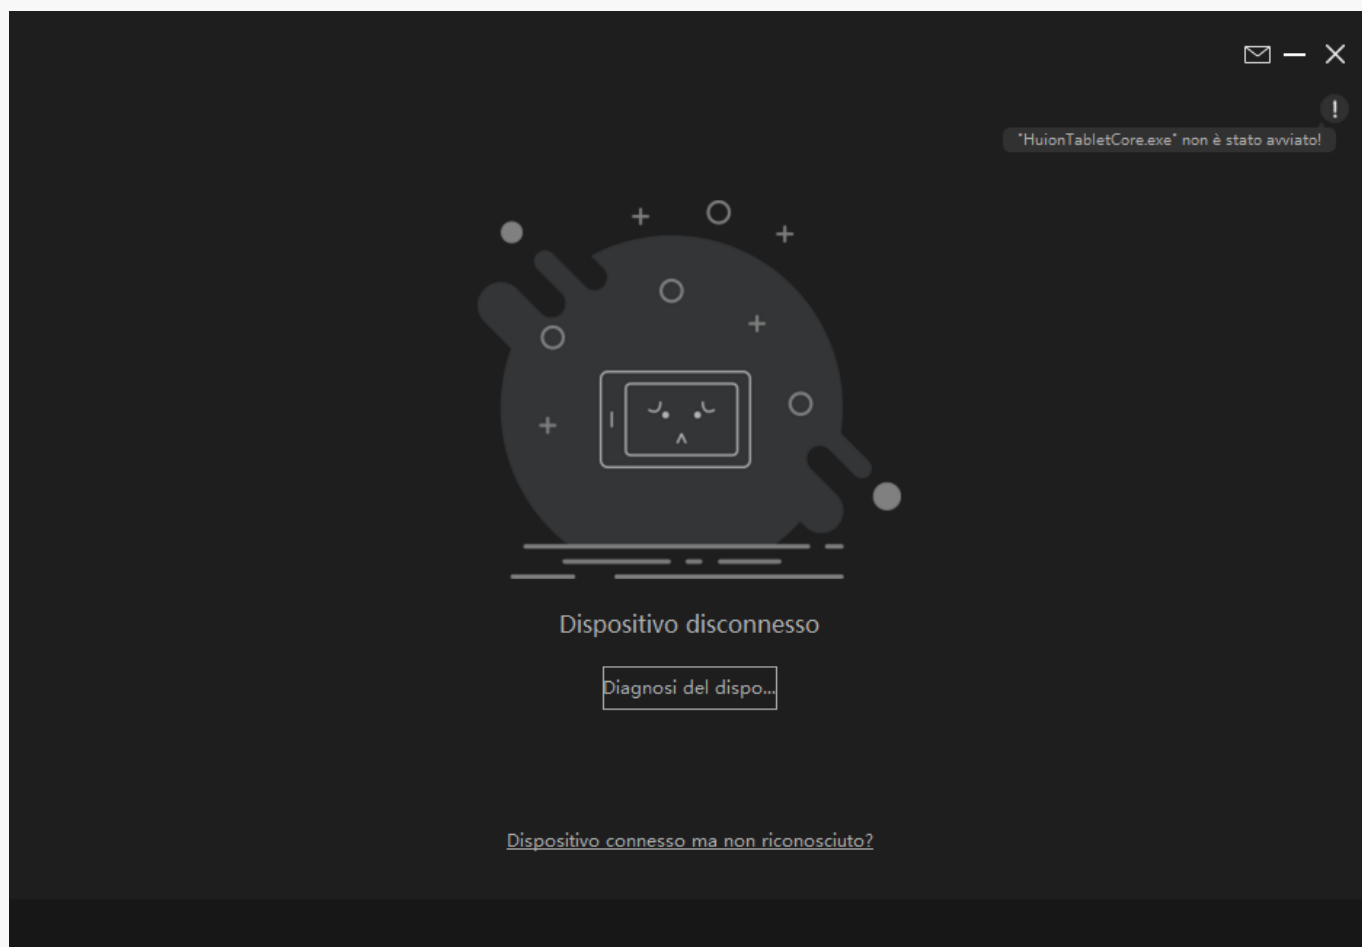 "HuionTabletCore.exe" non è stato avviato!
Dispositivo disconnesso
Diagnosi del dispo...
Dispositivo connesso ma non riconosciuto?